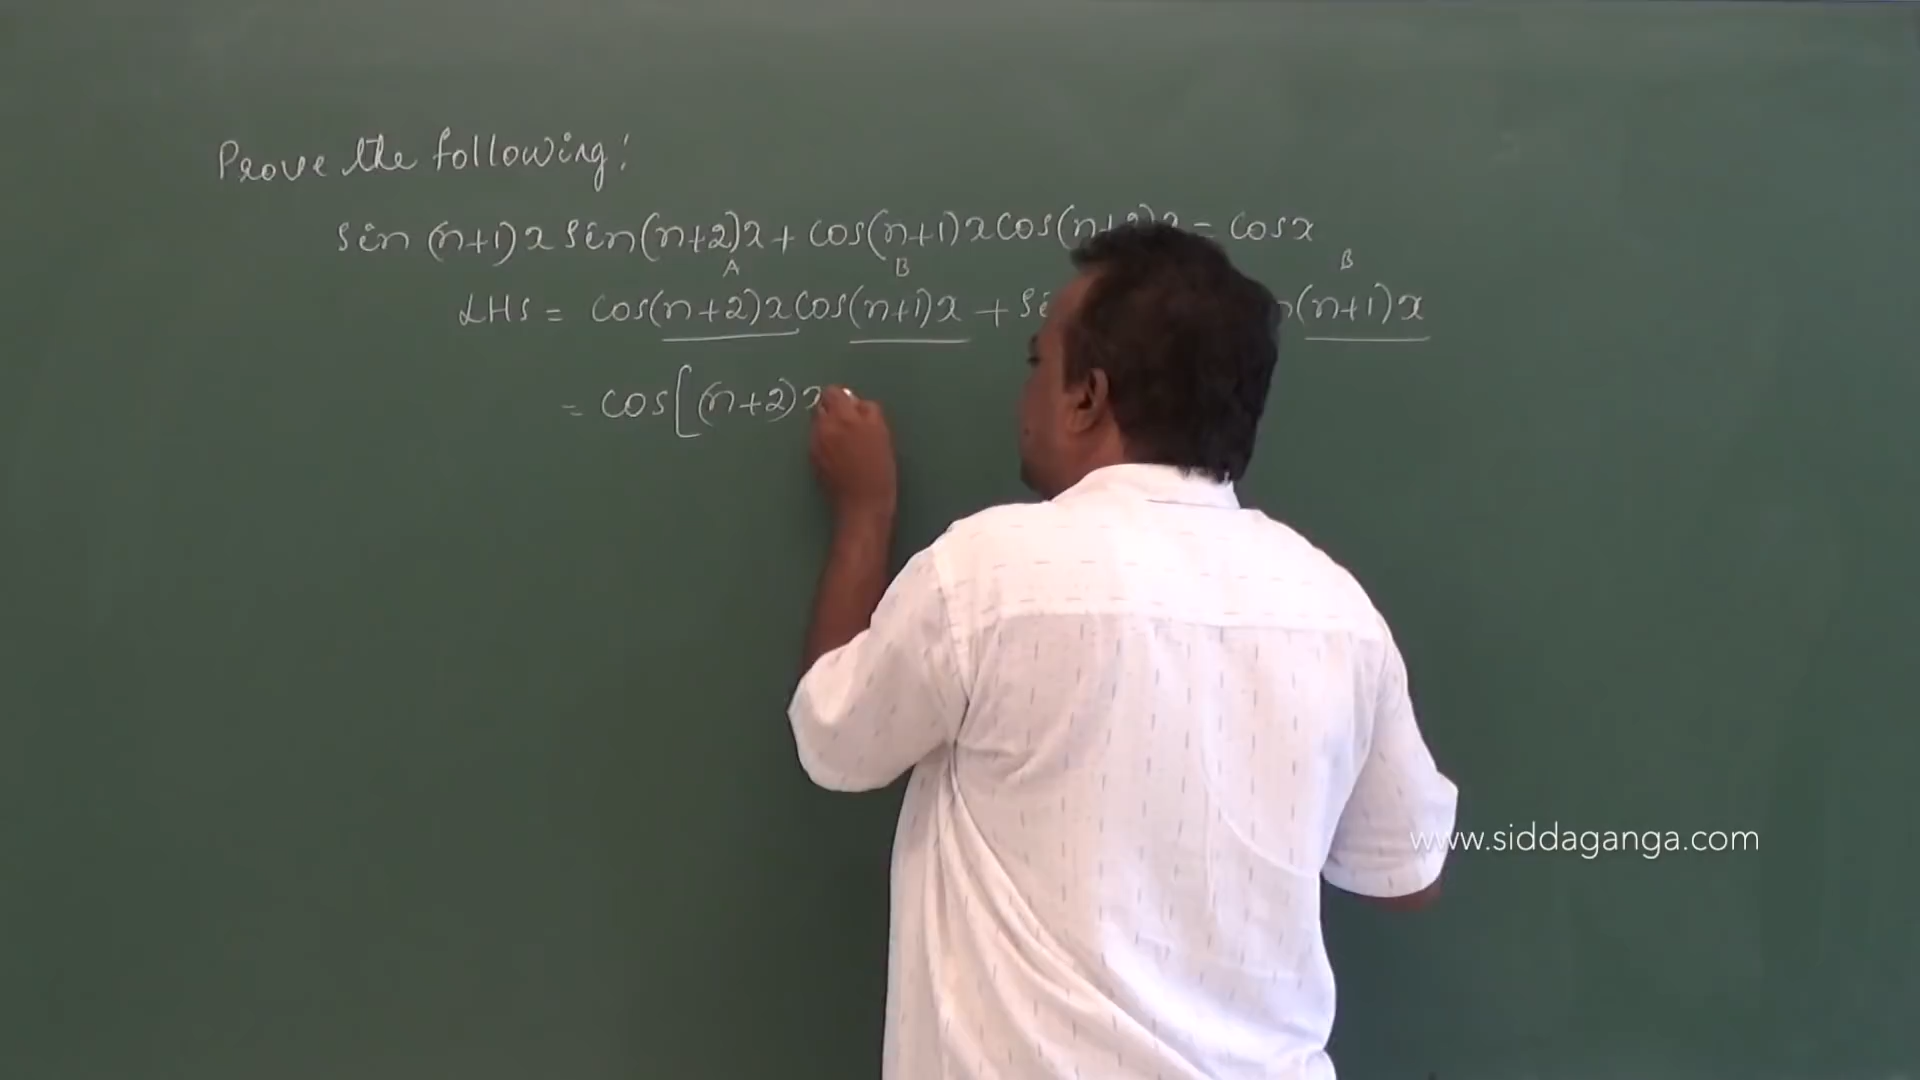 Prove the following:
sin (n+1)x sin(n+2)x + cos(n+1)x cos(n+2)x = cosx
A B B
LHS = cos(n+2)x cos(n+1)x + (n+1)x
= cos[(n+2)x
www.siddaganga.com